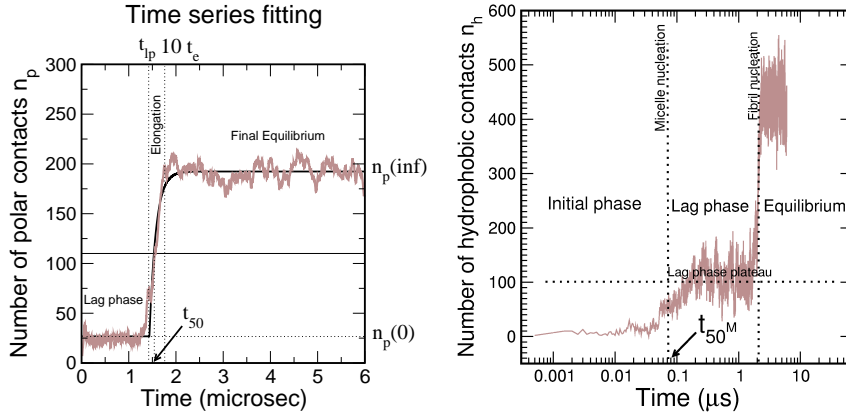 Time series fitting
t_lp 10 t_e
Number of polar contacts n_p
300
250
200
150
100
75
50
25
0
Elongation
Final Equilibrium
n_p(inf)
Lag phase
t_50
n_p(0)
0 1 2 3 4 5 6
Time (microsec)
Number of hydrophobic contacts n_h
600
500
400
300
200
100
0
Micelle nucleation
Fibril nucleation
Initial phase
Lag phase
Equilibrium
Lag phase plateau
t_50^M
0.001 0.01 0.1 1 10
Time (μs)